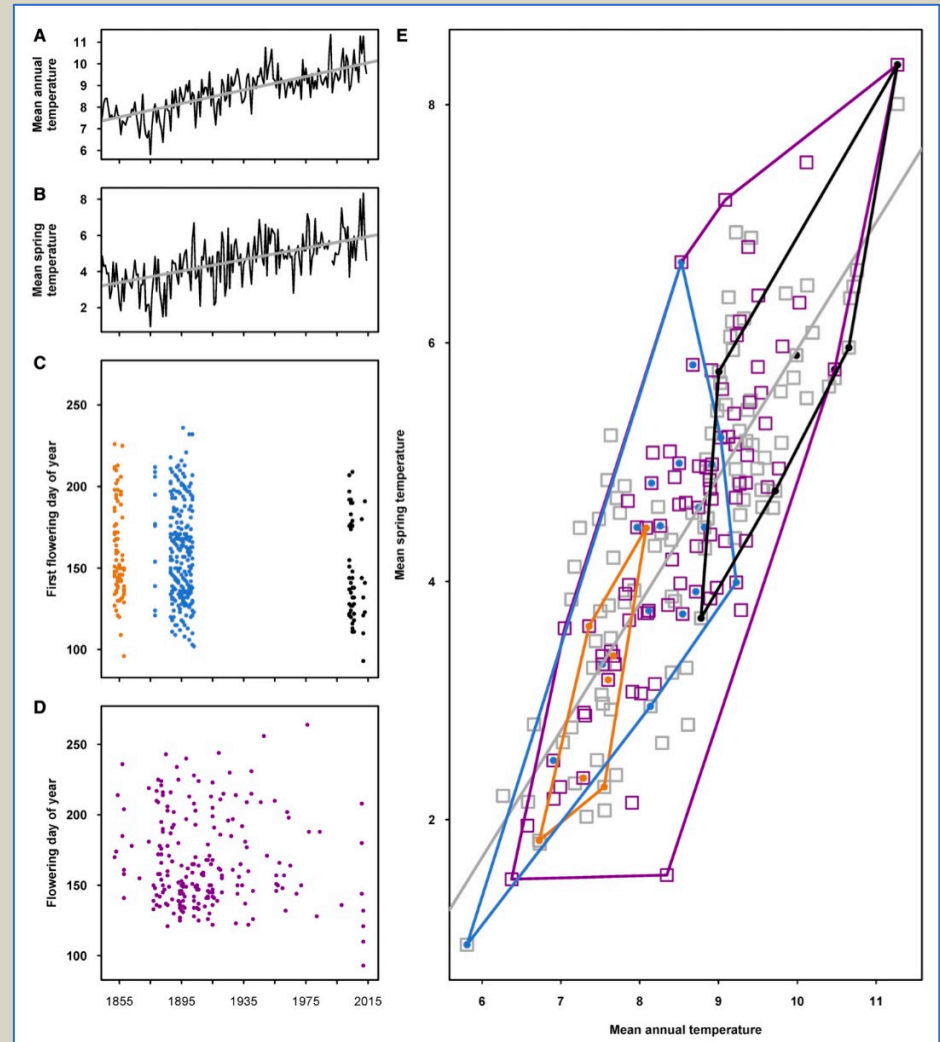 A
11
10
9
8
7
6
Mean annual
temperature
B
8
6
4
2
Mean spring
temperature
C
250
200
150
100
First flowering day of year
D
250
200
150
100
Flowering day of year
1855 1895 1935 1975 2015
E
8
6
4
2
Mean spring temperature
6 7 8 9 10 11
Mean annual temperature